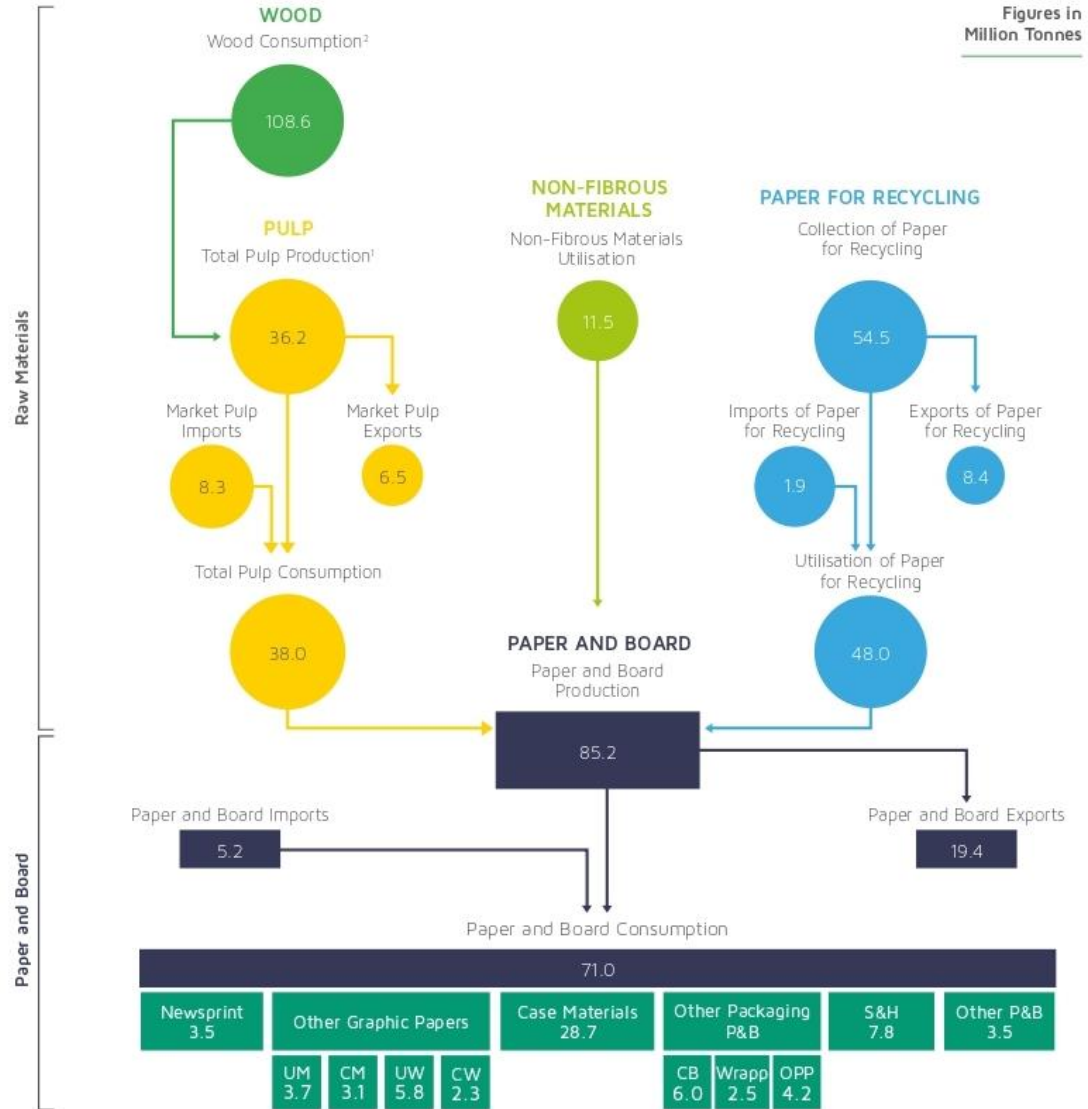 WOOD
Wood Consumption²
108.6
Figures in
Million Tonnes
Raw Materials
PULP
Total Pulp Production¹
36.2
Market Pulp
Imports
8.3
Market Pulp
Exports
6.5
Total Pulp Consumption
38.0
NON-FIBROUS
MATERIALS
Non-Fibrous Materials
Utilisation
11.5
PAPER FOR RECYCLING
Collection of Paper
for Recycling
54.5
Imports of Paper
for Recycling
1.9
Exports of Paper
for Recycling
8.4
Utilisation of Paper
for Recycling
48.0
Paper and Board
PAPER AND BOARD
Paper and Board
Production
85.2
Paper and Board Imports
5.2
Paper and Board Exports
19.4
Paper and Board Consumption
71.0
Newsprint
3.5
Other Graphic Papers
UM
3.7
CM
3.1
UW
5.8
CW
2.3
Case Materials
28.7
Other Packaging
P&B
CB
6.0
Wrapp
2.5
OPP
4.2
S&H
7.8
Other P&B
3.5